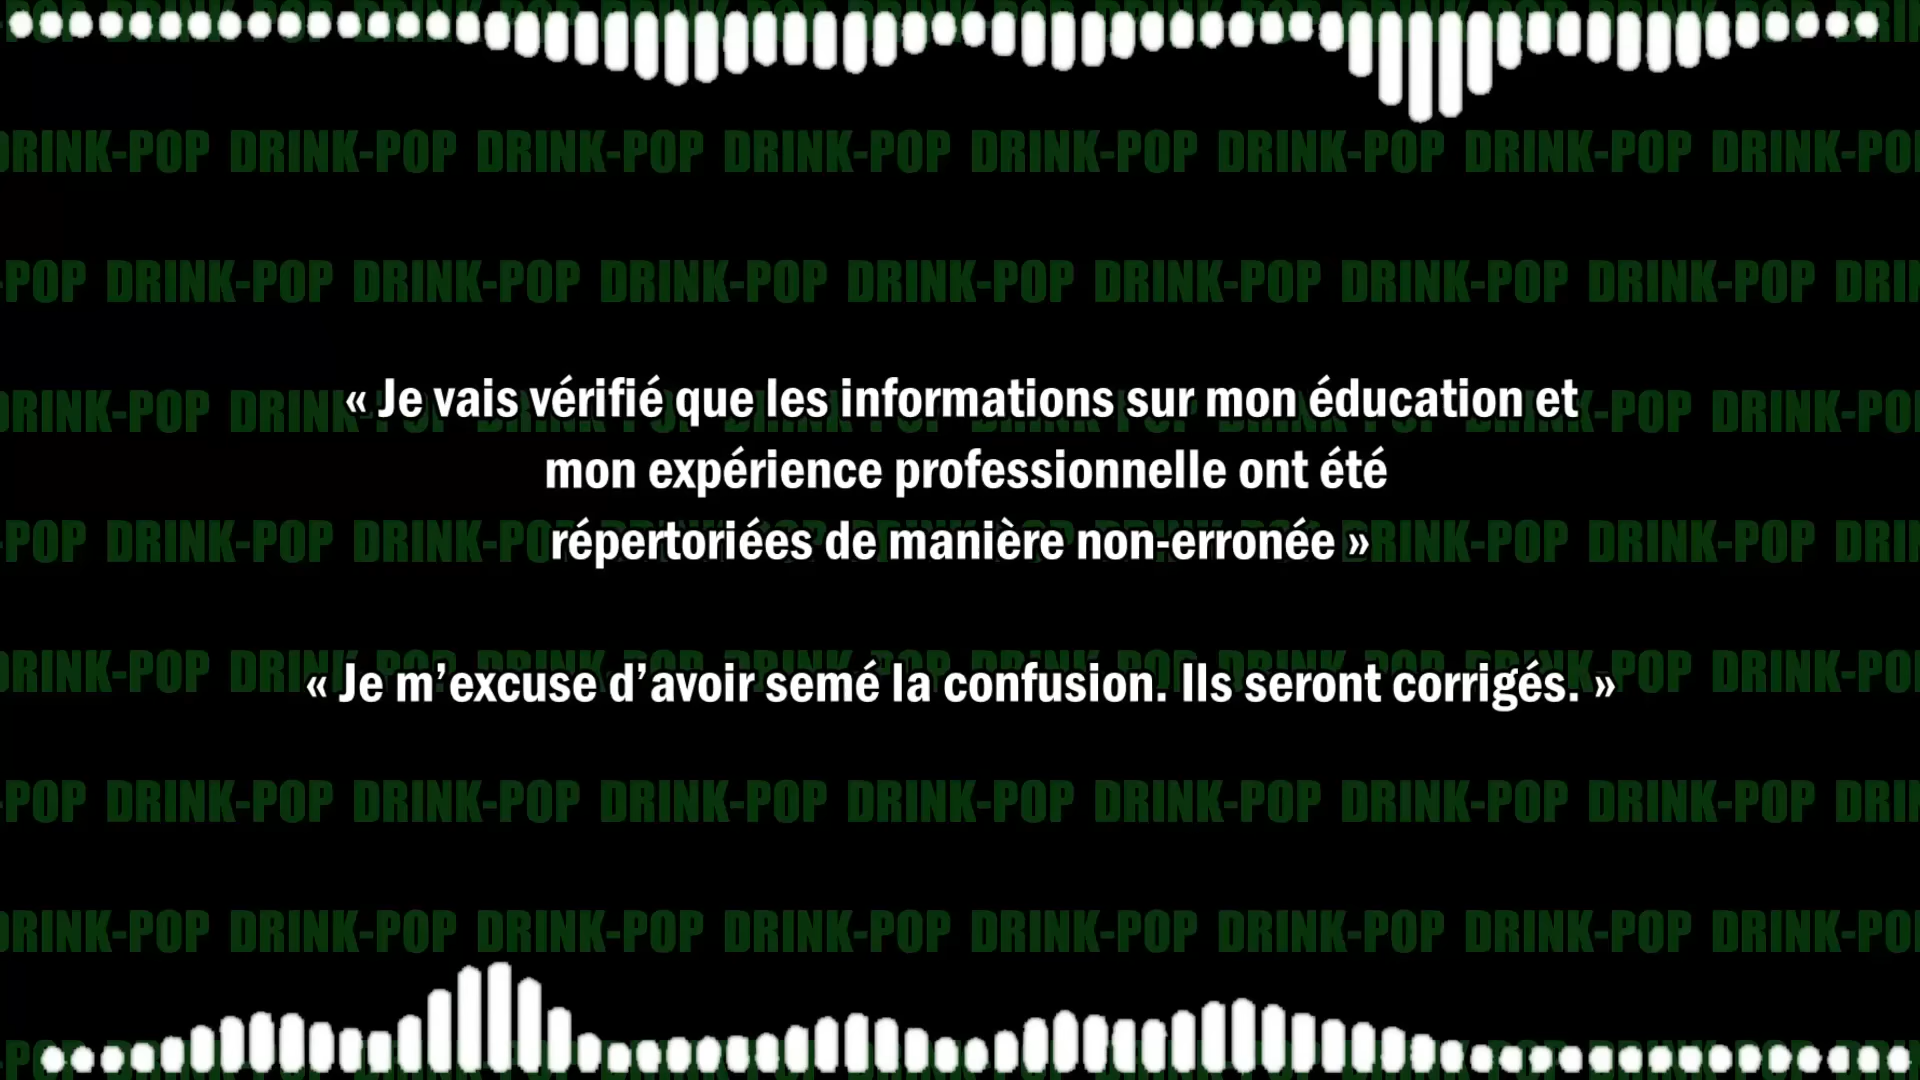 DRINK-POP DRINK-POP DRINK-POP DRINK-POP DRINK-POP DRINK-POP DRINK-POP DRINK-PO
-POP DRINK-POP DRINK-POP DRINK-POP DRINK-POP DRINK-POP DRINK-POP DRINK-POP DRI
« Je vais vérifié que les informations sur mon éducation et
mon expérience professionnelle ont été
répertoriées de manière non-erronée »
« Je m’excuse d’avoir semé la confusion. Ils seront corrigés. »
-POP DRINK-POP DRINK-POP DRINK-POP DRINK-POP DRINK-POP DRINK-POP DRINK-POP DRI
DRINK-POP DRINK-POP DRINK-POP DRINK-POP DRINK-POP DRINK-POP DRINK-POP DRINK-PO